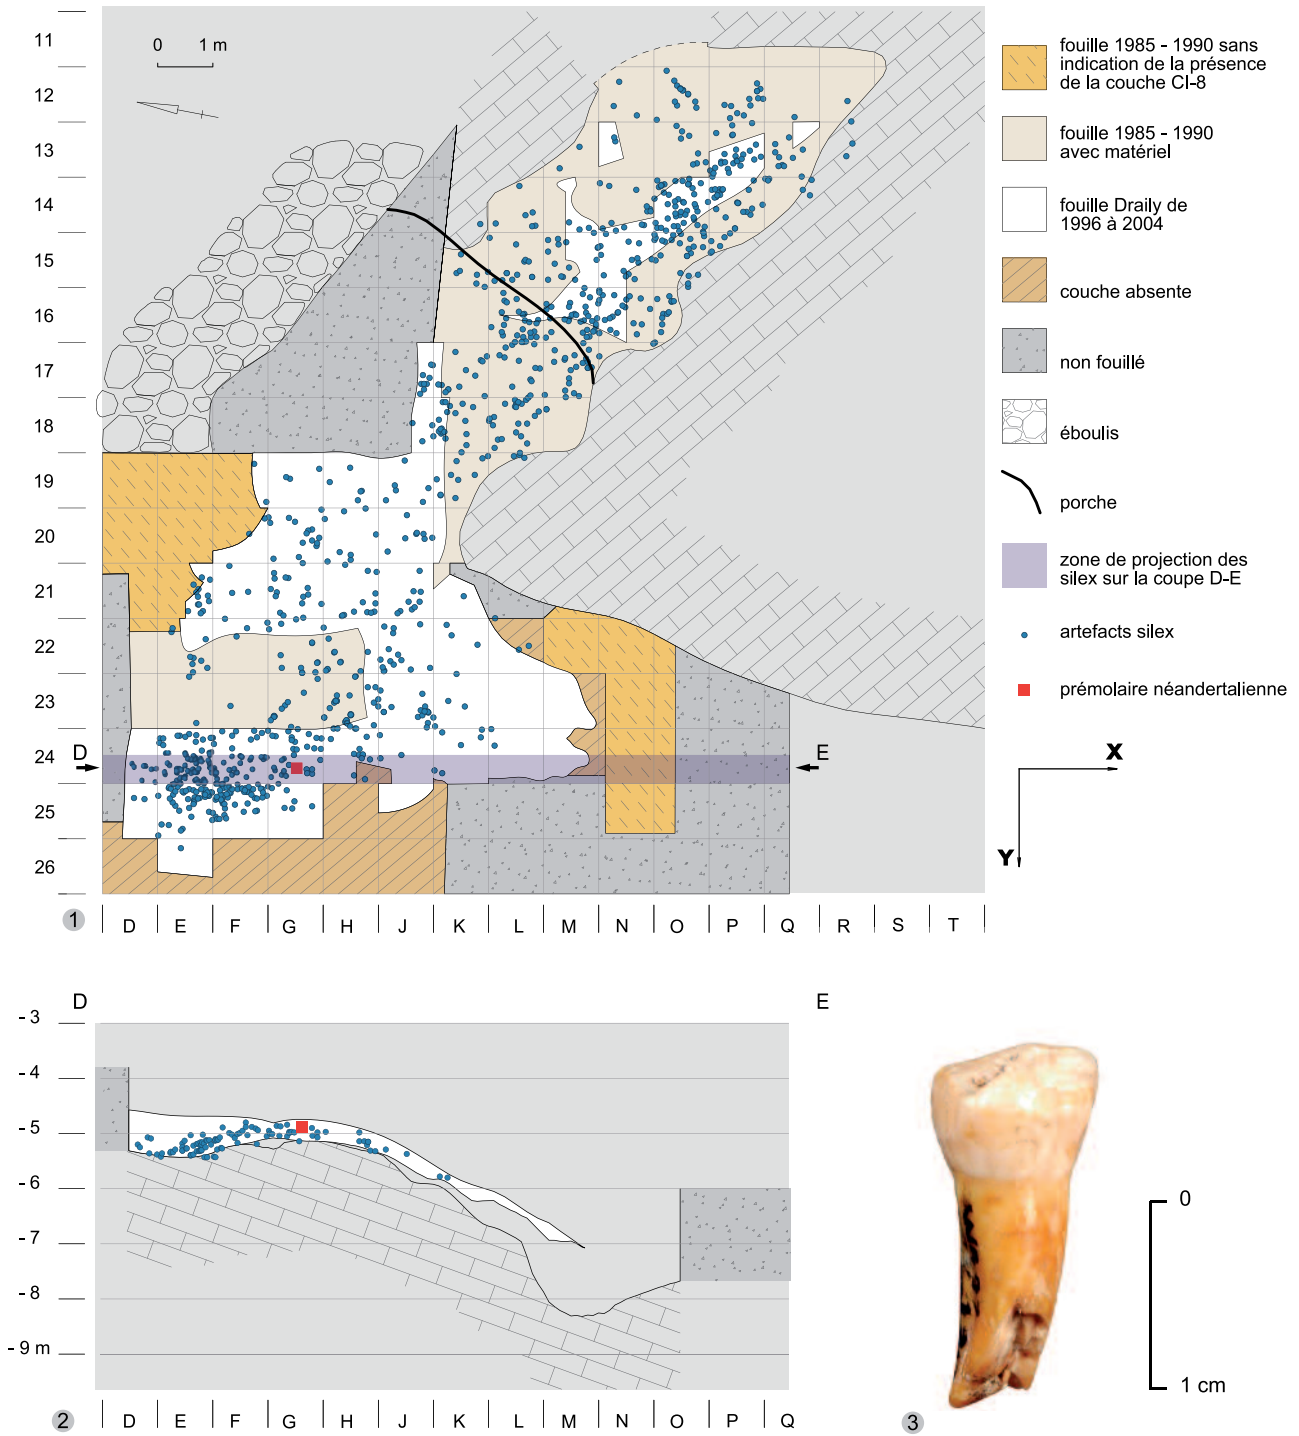 11
12
13
14
15
16
17
18
19
20
21
22
23
24
25
26
0 1 m
D
E
D E F G H J K L M N O P Q R S T
1
fouille 1985 - 1990 sans
indication de la présence
de la couche CI-8
fouille 1985 - 1990
avec matériel
fouille Draily de
1996 à 2004
couche absente
non fouillé
éboulis
porche
zone de projection des
silex sur la coupe D-E
artefacts silex
prémolaire néandertalienne
X
Y
D
E
- 3
- 4
- 5
- 6
- 7
- 8
- 9 m
D E F G H J K L M N O P Q
2
0
1 cm
3